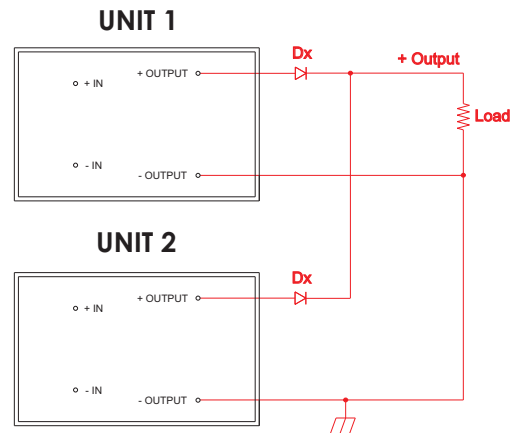 UNIT 1
Dx
+ Output
+ OUTPUT
+ IN
Load
- IN
- OUTPUT
UNIT 2
Dx
+ OUTPUT
+ IN
- IN
- OUTPUT